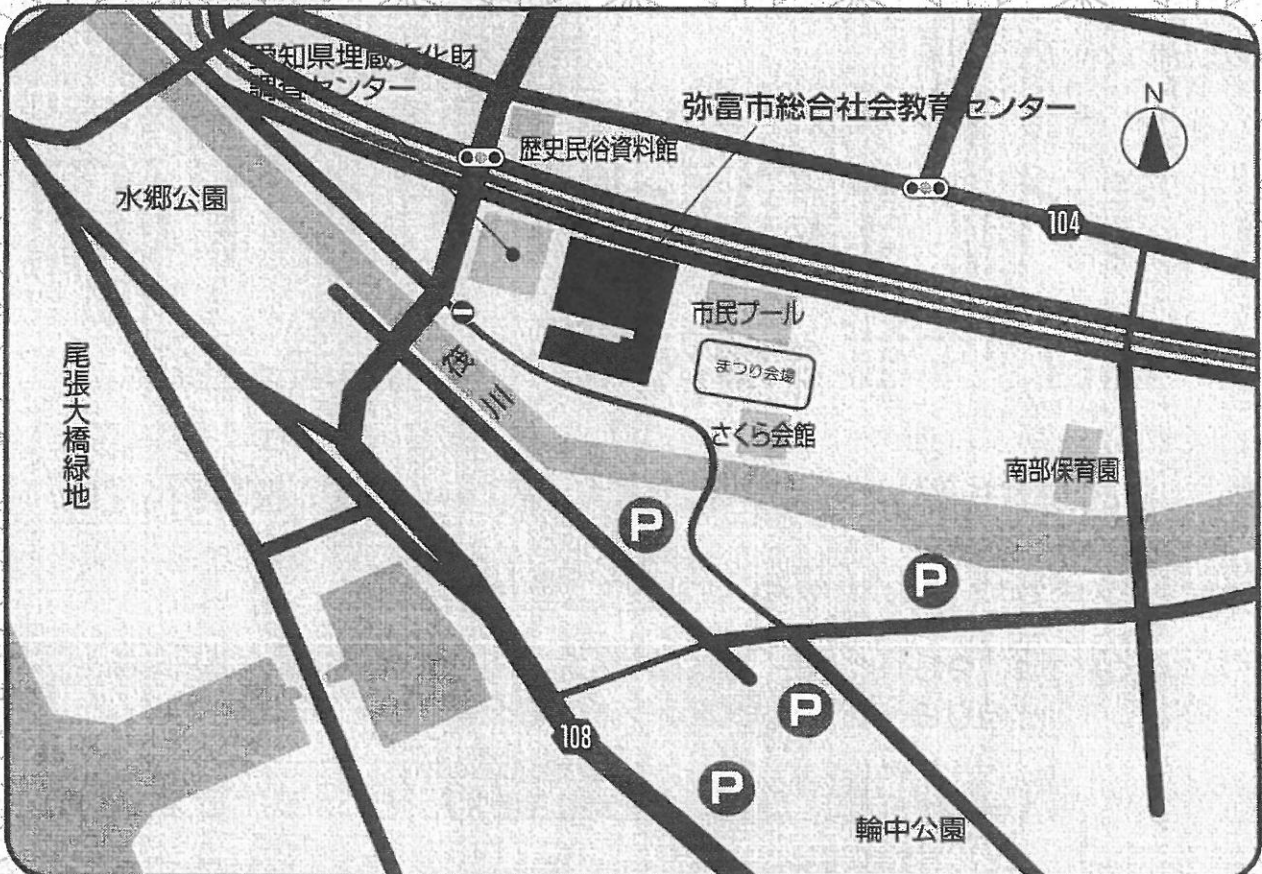 愛知県埋蔵文化財
調査センター
弥富市総合社会教育センター
N
歴史民俗資料館
水郷公園
104
市民プール
まつり会場
尾張大橋緑地
筏川
さくら会館
南部保育園
P
P
P
108
P
輪中公園